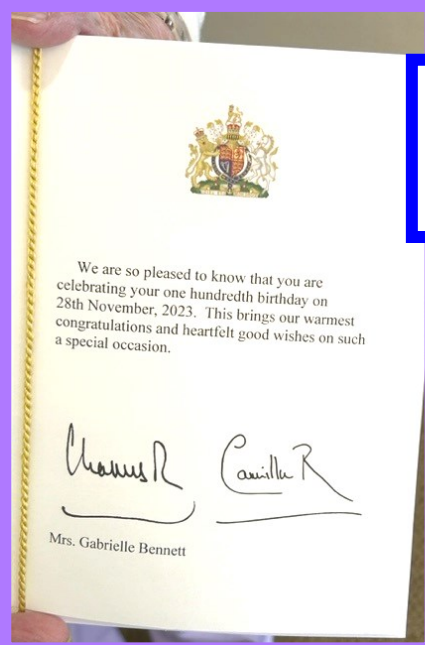 We are so pleased to know that you are
celebrating your one hundredth birthday on
28th November, 2023.  This brings our warmest
congratulations and heartfelt good wishes on such
a special occasion.
Charles R Camilla R
Mrs. Gabrielle Bennett